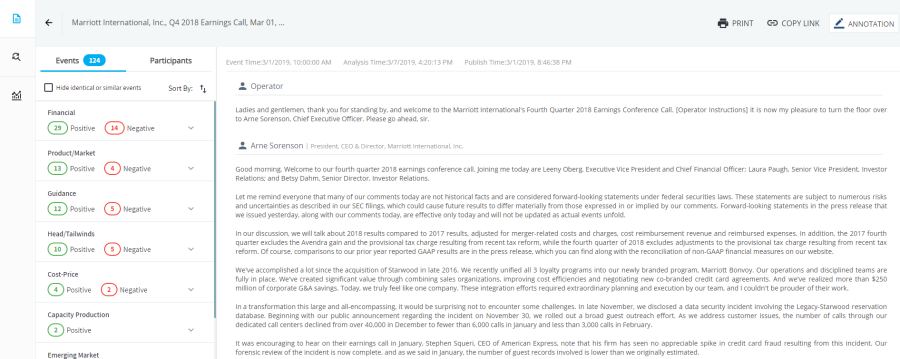 Marriott International, Inc., Q4 2018 Earnings Call, Mar 01, ...
PRINT
COPY LINK
ANNOTATION
Events 124
Participants
Hide identical or similar events
Sort By:
Financial
29 Positive 14 Negative
Product/Market
13 Positive 4 Negative
Guidance
12 Positive 5 Negative
Head/Tailwinds
10 Positive 5 Negative
Cost-Price
4 Positive 2 Negative
Capacity Production
2 Positive
Emerging Market
Event Time:3/1/2019, 10:00:00 AM Analysis Time:3/7/2019, 4:20:13 PM Publish Time:3/1/2019, 8:46:38 PM
Operator
Ladies and gentlemen, thank you for standing by, and welcome to the Marriott International's Fourth Quarter 2018 Earnings Conference Call. [Operator Instructions] It is now my pleasure to turn the floor over
to Arne Sorenson, Chief Executive Officer. Please go ahead, sir.
Arne Sorenson | President, CEO & Director, Marriott International, Inc.
Good morning. Welcome to our fourth quarter 2018 earnings conference call. Joining me today are Leeny Oberg, Executive Vice President and Chief Financial Officer; Laura Paugh, Senior Vice President, Investor
Relations; and Betsy Dahm, Senior Director, Investor Relations.
Let me remind everyone that many of our comments today are not historical facts and are considered forward-looking statements under federal securities laws. These statements are subject to numerous risks
and uncertainties as described in our SEC filings, which could cause future results to differ materially from those expressed in or implied by our comments. Forward-looking statements in the press release that
we issued yesterday, along with our comments today, are effective only today and will not be updated as actual events unfold.
In our discussion, we will talk about 2018 results compared to 2017 results, adjusted for merger-related costs and charges, cost reimbursement revenue and reimbursed expenses. In addition, the 2017 fourth
quarter excludes the Avendra gain and the provisional tax charge resulting from recent tax reform, while the fourth quarter of 2018 excludes adjustments to the provisional tax charge resulting from recent tax
reform. Of course, comparisons to our prior year reported GAAP results are in the press release, which you can find along with the reconciliation of non-GAAP financial measures on our website.
We've accomplished a lot since the acquisition of Starwood in late 2016. We recently unified all 3 loyalty programs into our newly branded program, Marriott Bonvoy. Our operations and disciplined teams are
fully in place. We've created significant value through combining sales organizations, improving cost efficiencies and negotiating new co-branded credit card agreements. And we've realized more than $250
million of corporate G&A savings. Today, we truly feel like one company. These integration efforts required extraordinary planning and execution by our team, and I couldn't be prouder of their work.
In a transformation this large and all-encompassing, it would be surprising not to encounter some challenges. In late November, we disclosed a data security incident involving the Legacy-Starwood reservation
database. Beginning with our public announcement regarding the incident on November 30, we rolled out a broad guest outreach effort. As we address customer issues, the number of calls through our
dedicated call centers declined from over 40,000 in December to fewer than 6,000 calls in January and less than 3,000 calls in February.
It was encouraging to hear on their earnings call in January, Stephen Squeri, CEO of American Express, note that his firm has seen no appreciable spike in credit card fraud resulting from this incident. Our
forensic review of the incident is now complete, and as we said in January, the number of guest records involved is lower than we originally estimated.